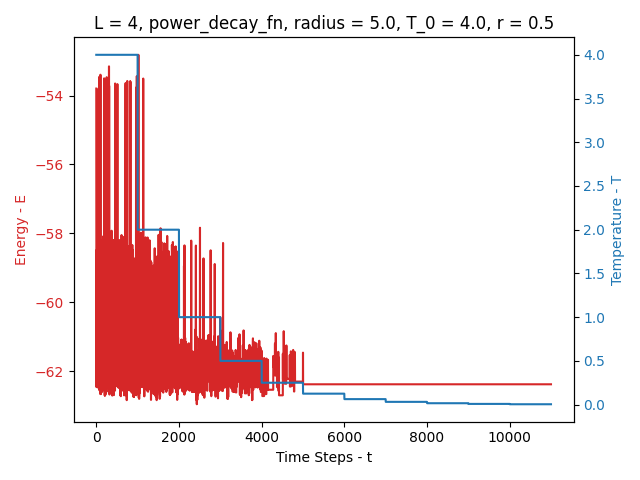 L = 4, power_decay_fn, radius = 5.0, T_0 = 4.0, r = 0.5
−54
−56
−58
−60
−62
Energy - E
4.0
3.5
3.0
2.5
2.0
1.5
1.0
0.5
0.0
Temperature - T
0 2000 4000 6000 8000 10000
Time Steps - t